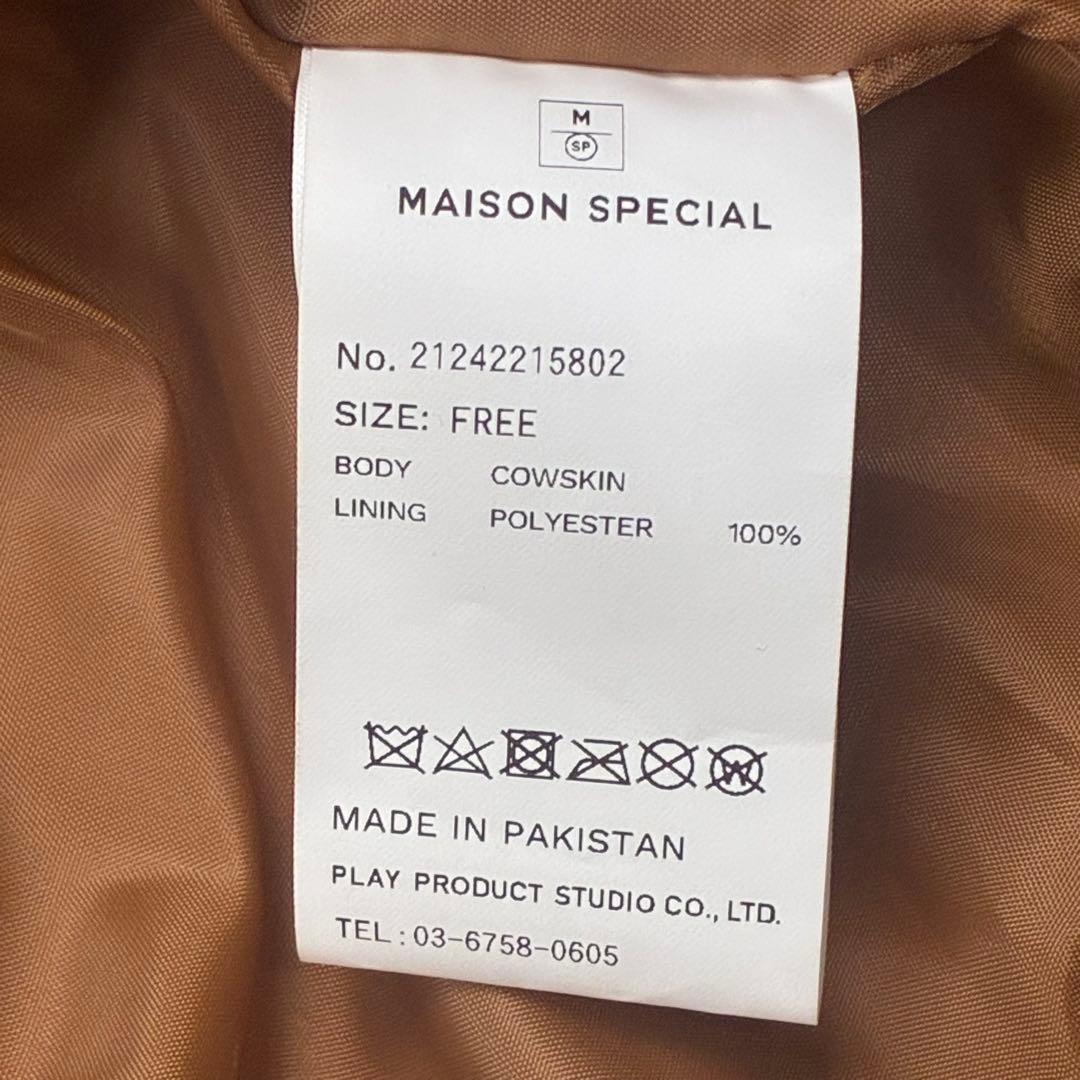 M
SP
MAISON SPECIAL
No. 21242215802
SIZE: FREE
BODY COWSKIN
LINING POLYESTER 100%
W
MADE IN PAKISTAN
PLAY PRODUCT STUDIO CO., LTD.
TEL : 03-6758-0605